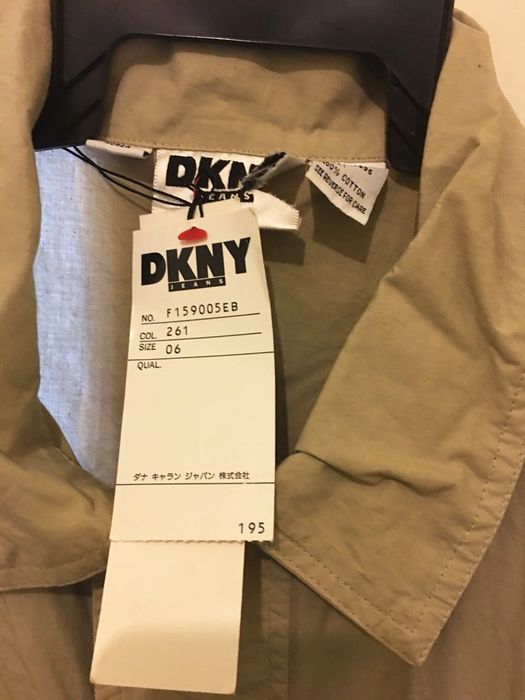 DKN
JEANS
100% COTTON
SEE REVERSE FOR CARE
DKNY
JEANS
NO. F159005EB
COL. 261
SIZE 06
QUAL.
ダナ キャラン ジャパン 株式会社
195